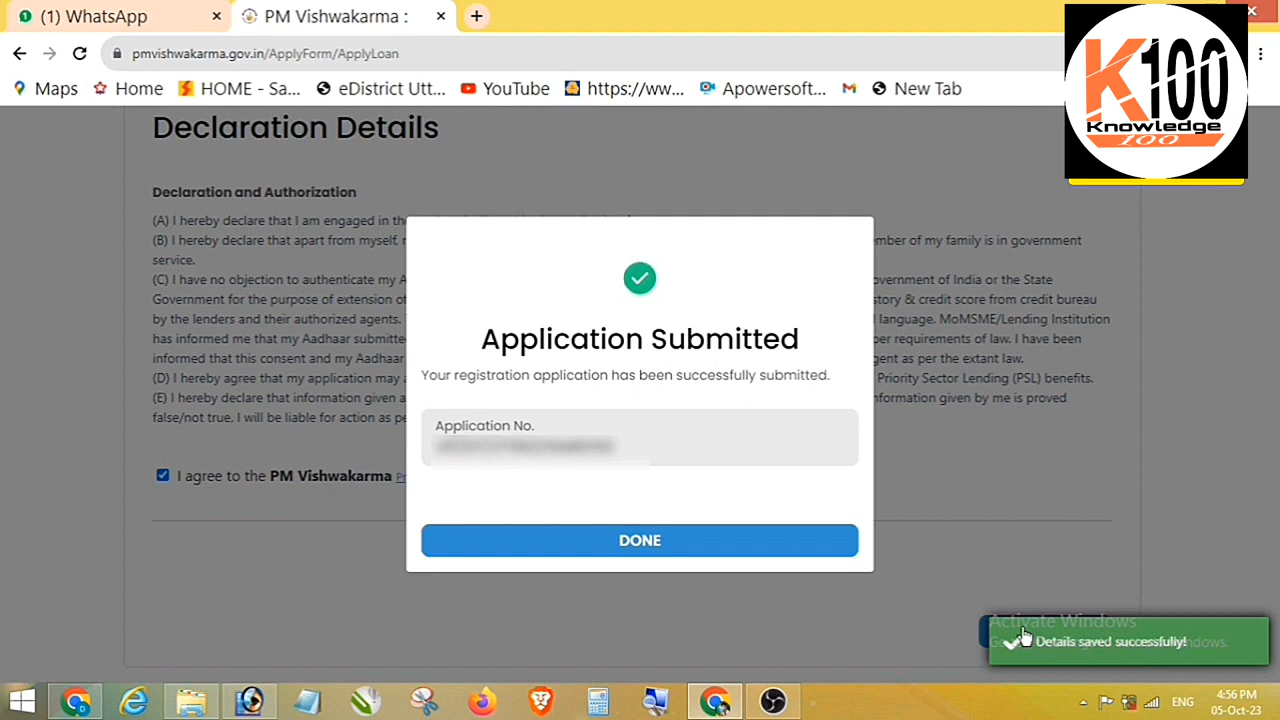 (1) WhatsApp
PM Vishwakarma :
pmvishwakarma.gov.in/ApplyForm/ApplyLoan
Maps Home HOME - Sa... eDistrict Utt... YouTube https://ww... Apowersoft... New Tab
K100
Knowledge
100
Declaration Details
Declaration and Authorization
(A) I hereby declare that I am engaged in the
(B) I hereby declare that apart from myself, mber of my family is in government
service.
(C) I have no objection to authenticate my A overnment of India or the State
Government for the purpose of extension of story & credit score from credit bureau
by the lenders and their authorized agents. language. MoMSME/Lending Institution
has informed me that my Aadhaar submitted per requirements of law. I have been
informed that this consent and my Aadhaar gent as per the extant law.
(D) I hereby agree that my application may Priority Sector Lending (PSL) benefits.
(E) I hereby declare that information given a nformation given by me is proved
false/not true, I will be liable for action as pe
Application Submitted
Your registration application has been successfully submitted.
Application No.
I agree to the PM Vishwakarma Pr
DONE
Activate Windows
Details saved successfully!
ndows.
ENG
4:56 PM
05-Oct-23